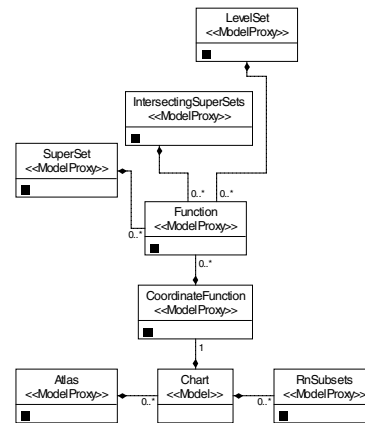 LevelSet
<<ModelProxy>>
IntersectingSuperSets
<<ModelProxy>>
SuperSet
<<ModelProxy>>
0..*
0..*
0..*
Function
<<ModelProxy>>
0..*
CoordinateFunction
<<ModelProxy>>
1
Atlas
<<ModelProxy>>
0..*
Chart
<<Model>>
0..*
RnSubsets
<<ModelProxy>>